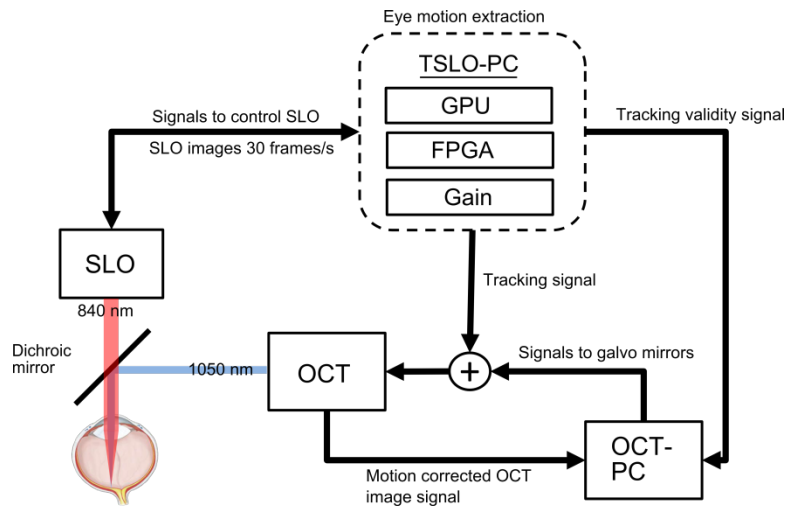 Eye motion extraction
TSLO-PC
GPU
FPGA
Gain
Signals to control SLO
SLO images 30 frames/s
Tracking validity signal
SLO
840 nm
Tracking signal
Dichroic
mirror
1050 nm
OCT
+
Signals to galvo mirrors
OCT-
PC
Motion corrected OCT
image signal